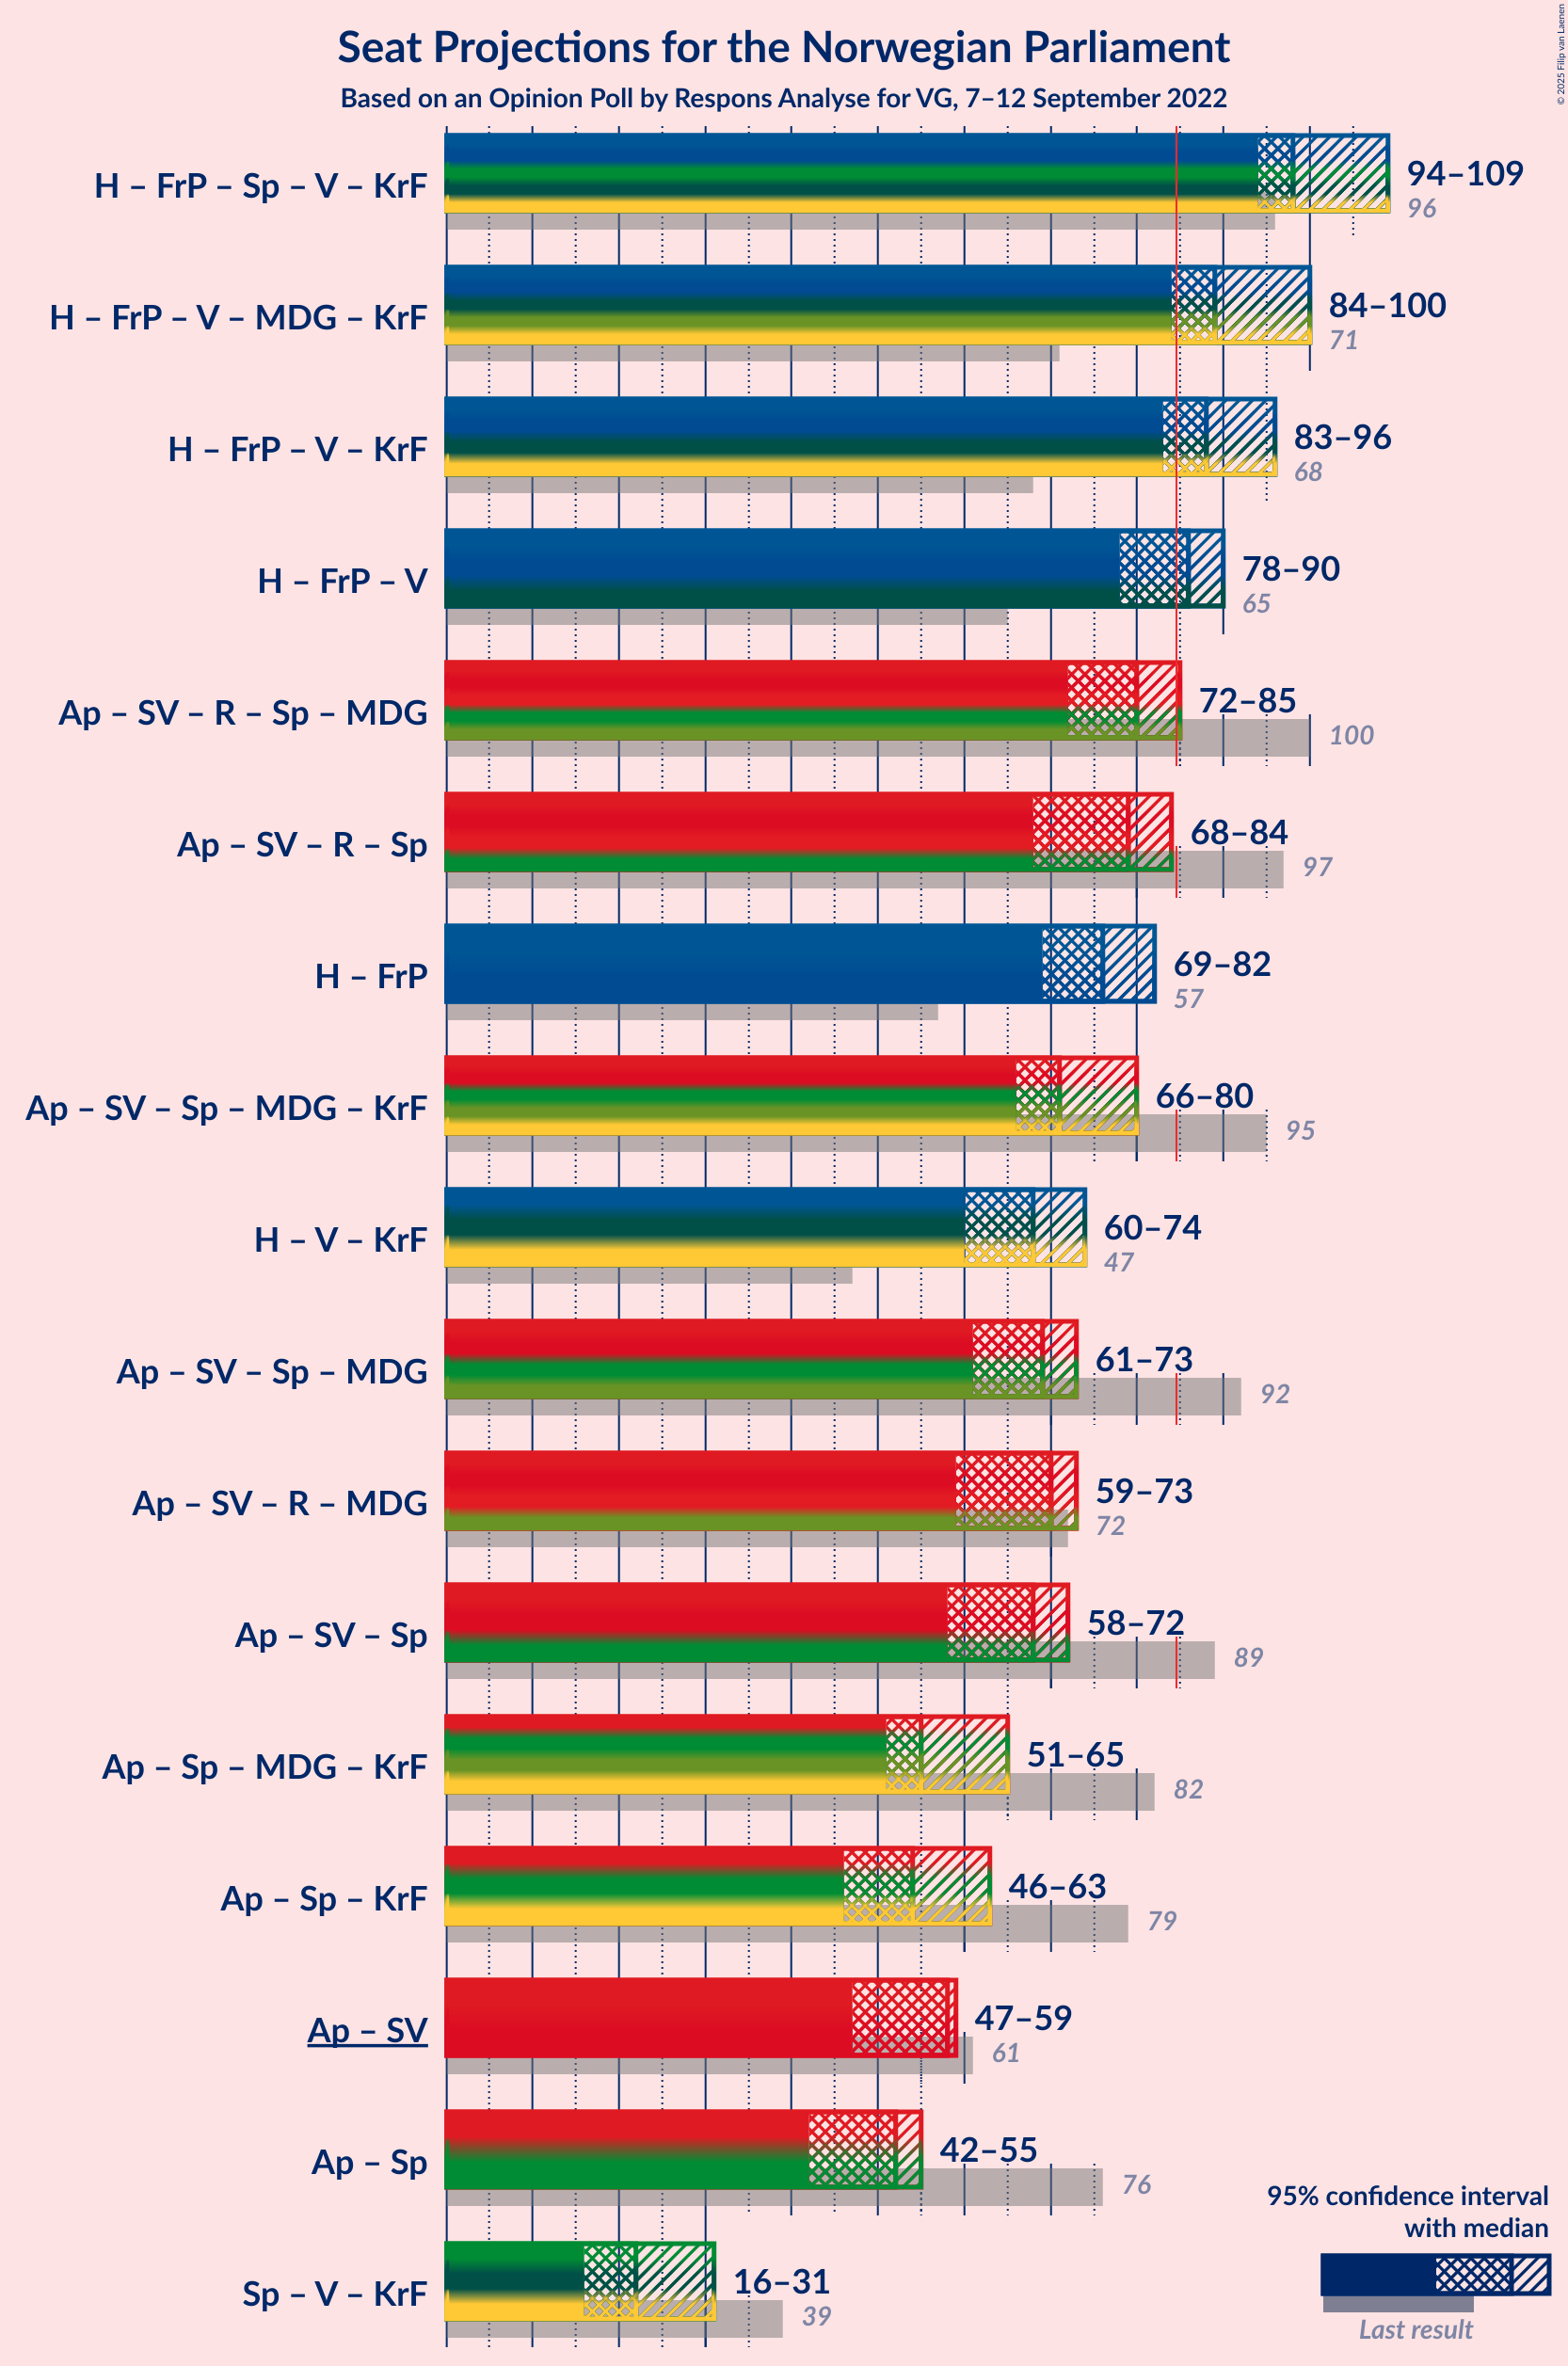 Seat Projections for the Norwegian Parliament
Based on an Opinion Poll by Respons Analyse for VG, 7–12 September 2022
© 2025 Filip van Laenen
H – FrP – Sp – V – KrF
94–109
96
H – FrP – V – MDG – KrF
84–100
71
H – FrP – V – KrF
83–96
68
H – FrP – V
78–90
65
Ap – SV – R – Sp – MDG
72–85
100
Ap – SV – R – Sp
68–84
97
H – FrP
69–82
57
Ap – SV – Sp – MDG – KrF
66–80
95
H – V – KrF
60–74
47
Ap – SV – Sp – MDG
61–73
92
Ap – SV – R – MDG
59–73
72
Ap – SV – Sp
58–72
89
Ap – Sp – MDG – KrF
51–65
82
Ap – Sp – KrF
46–63
79
Ap – SV
47–59
61
Ap – Sp
42–55
76
Sp – V – KrF
16–31
39
95% confidence interval
with median
Last result